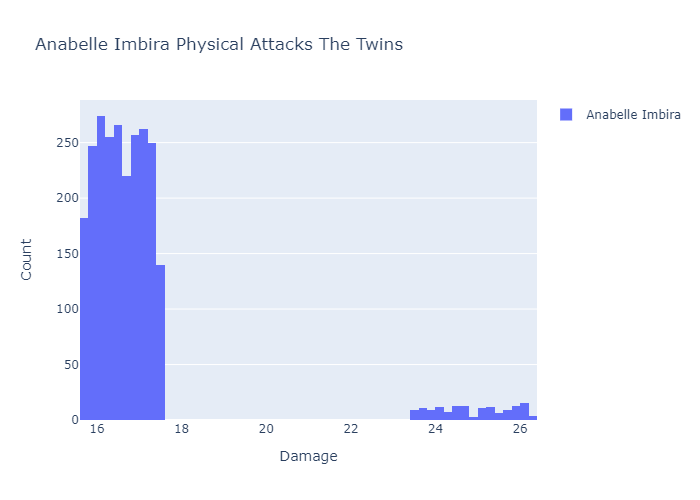 Anabelle Imbira Physical Attacks The Twins
Anabelle Imbira
250
200
150
100
50
0
Count
16 18 20 22 24 26
Damage